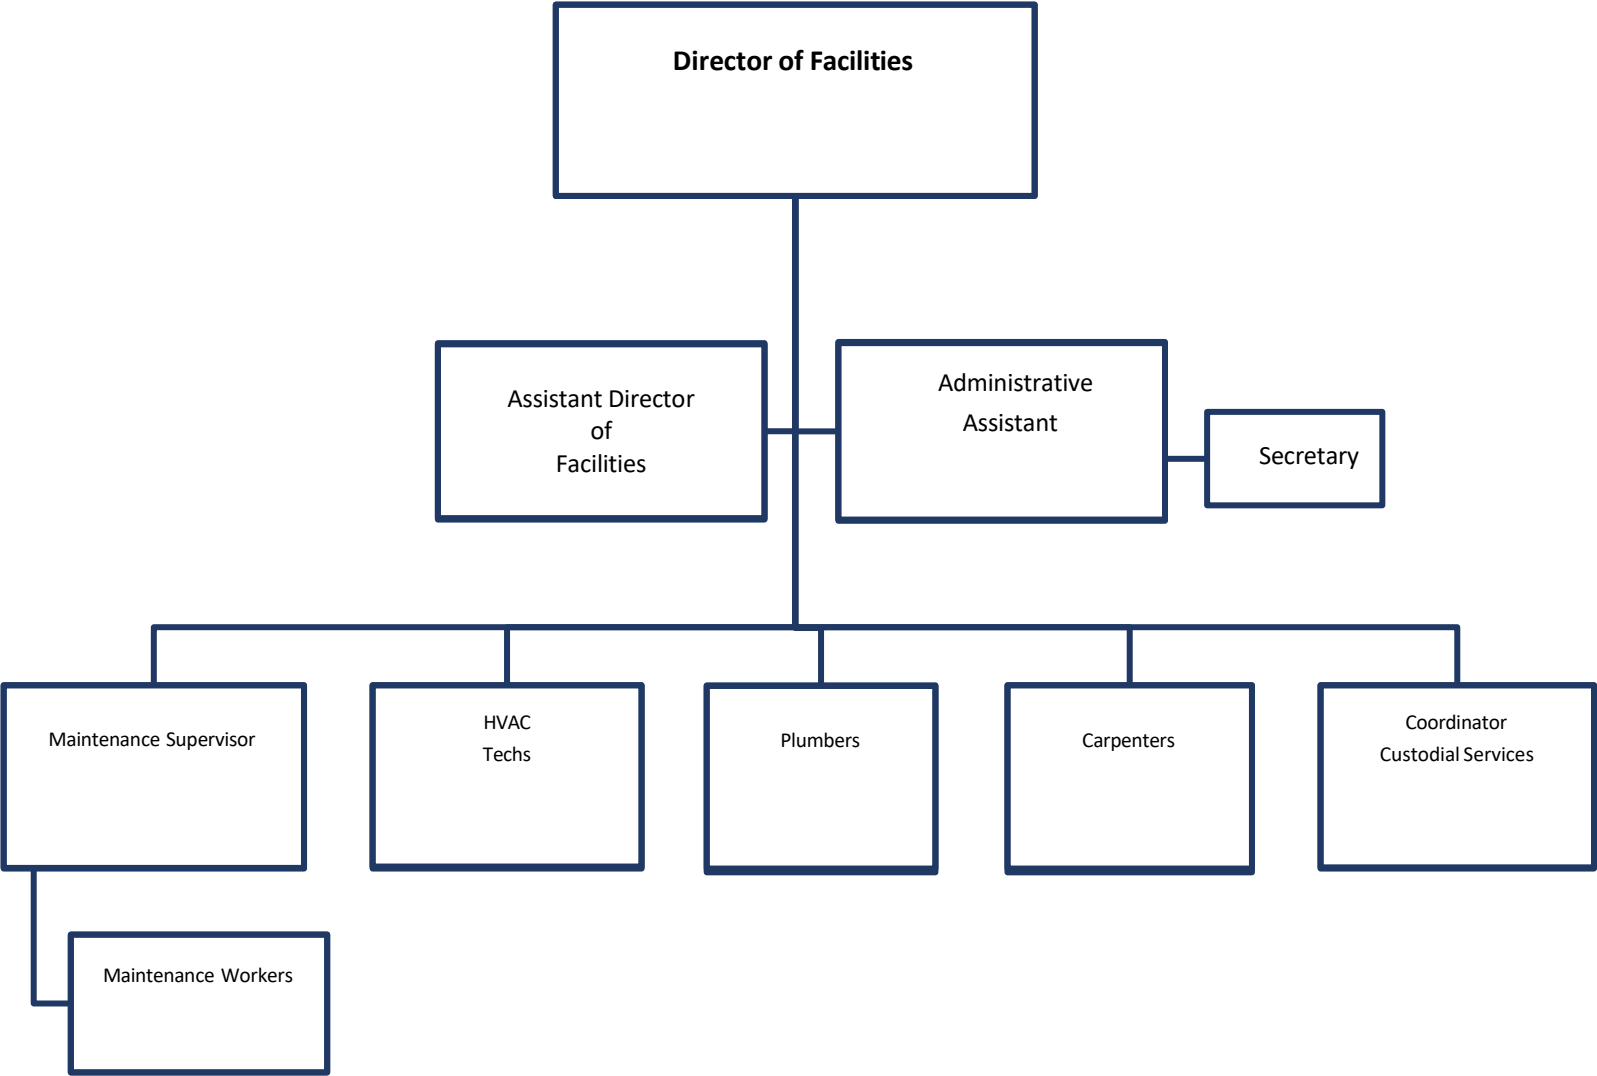 Director of Facilities
Assistant Director
of
Facilities
Administrative
Assistant
Secretary
Maintenance Supervisor
HVAC
Techs
Plumbers
Carpenters
Coordinator
Custodial Services
Maintenance Workers